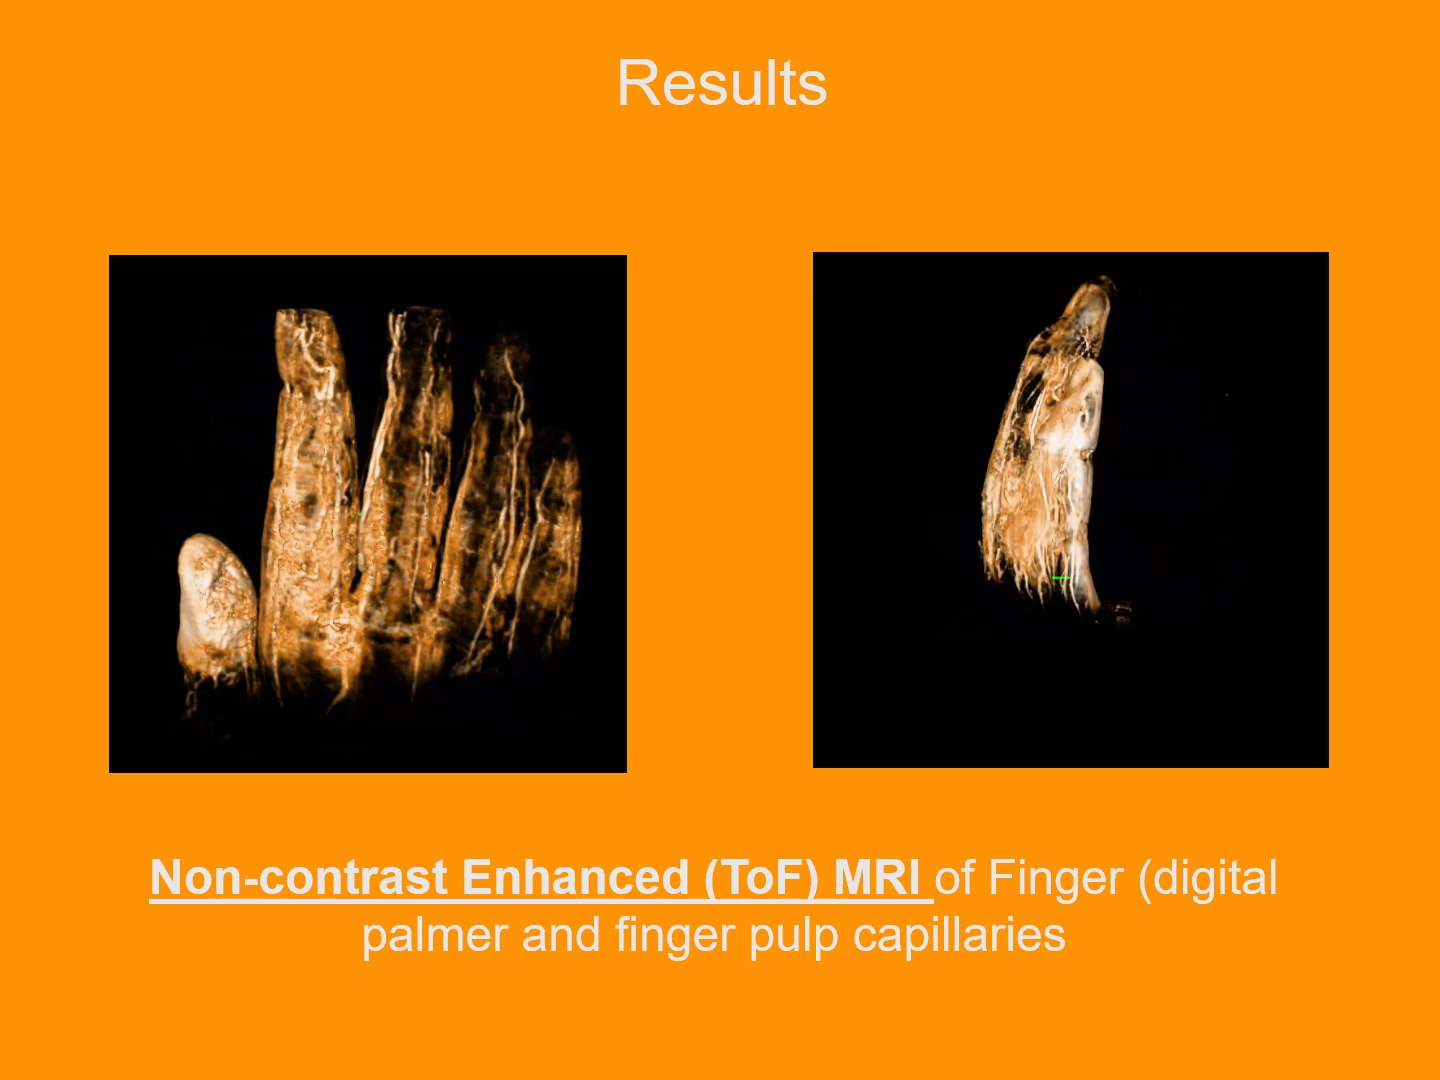 Results
Non-contrast Enhanced (ToF) MRI of Finger (digital
palmer and finger pulp capillaries